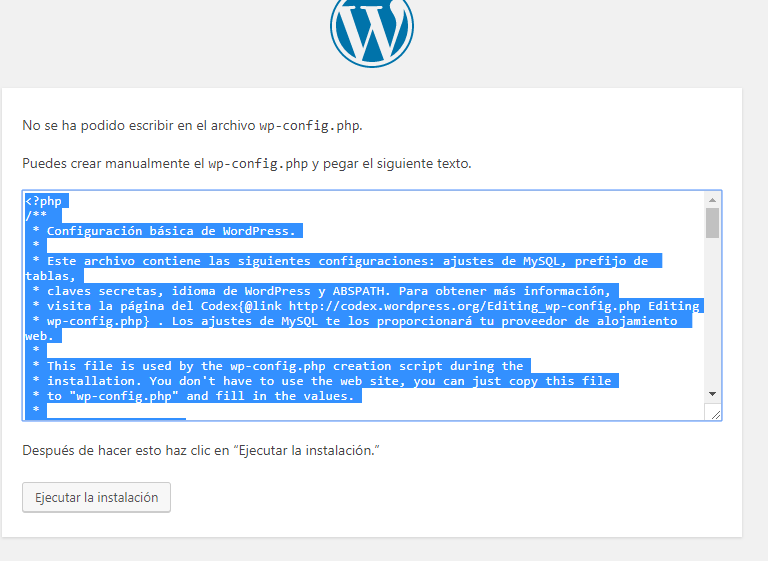 No se ha podido escribir en el archivo wp-config.php.
Puedes crear manualmente el wp-config.php y pegar el siguiente texto.
<?php
/**
* Configuración básica de WordPress.
*
* Este archivo contiene las siguientes configuraciones: ajustes de MySQL, prefijo de
tablas,
* claves secretas, idioma de WordPress y ABSPATH. Para obtener más información,
* visita la página del Codex{@link http://codex.wordpress.org/Editing_wp-config.php Editing
* wp-config.php} . Los ajustes de MySQL te los proporcionará tu proveedor de alojamiento
web.
*
* This file is used by the wp-config.php creation script during the
* installation. You don't have to use the web site, you can just copy this file
* to "wp-config.php" and fill in the values.
*
Después de hacer esto haz clic en “Ejecutar la instalación.”
Ejecutar la instalación